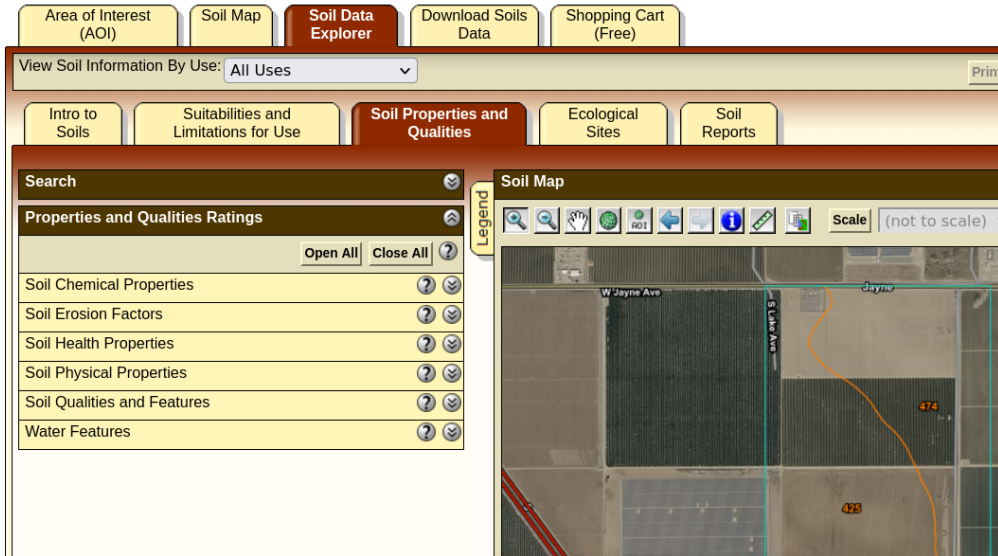 Area of Interest
(AOI)
Soil Map
Soil Data
Explorer
Download Soils
Data
Shopping Cart
(Free)
View Soil Information By Use:
All Uses
Prin
Intro to
Soils
Suitabilities and
Limitations for Use
Soil Properties and
Qualities
Ecological
Sites
Soil
Reports
Search
Properties and Qualities Ratings
Open All
Close All
?
Soil Chemical Properties
?
Soil Erosion Factors
?
Soil Health Properties
?
Soil Physical Properties
?
Soil Qualities and Features
?
Water Features
?
Legend
Soil Map
AOI
i
Scale
(not to scale)
W Jayne Ave
Jayne
S Lake Ave
474
425